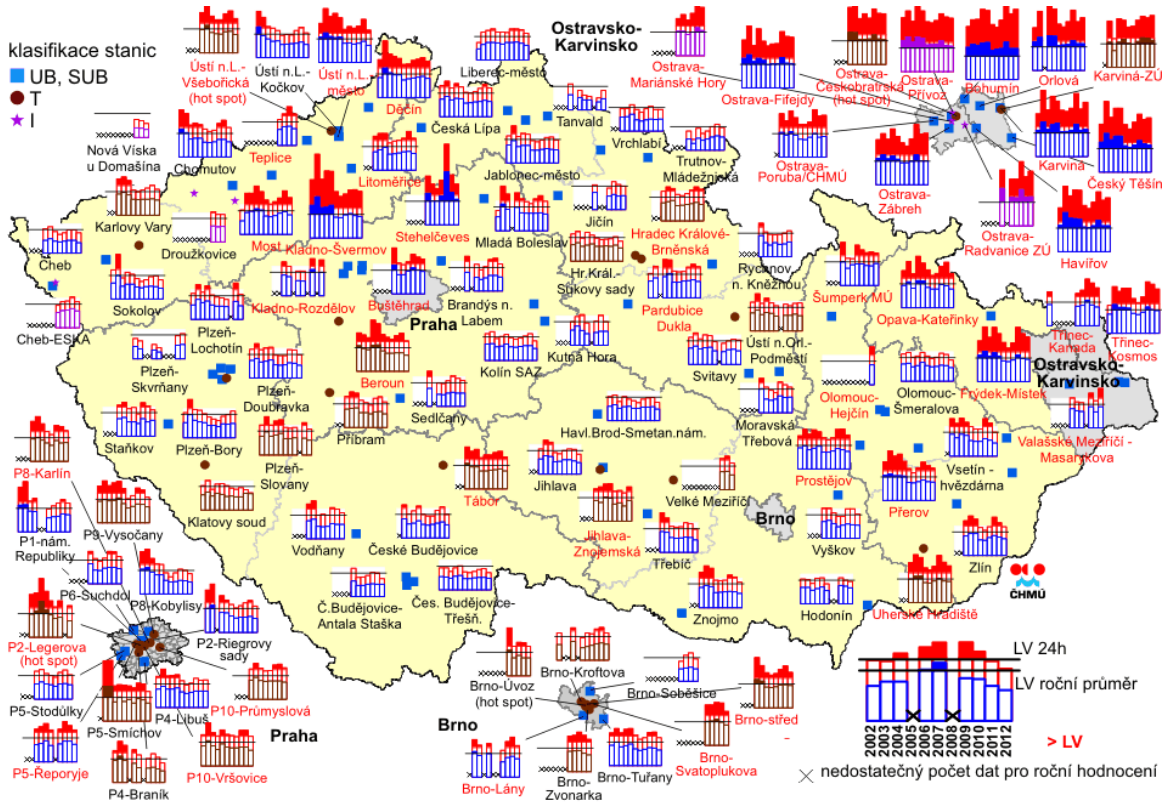 klasifikace stanic
UB, SUB
T
I
Ústí n.L.-
Všebořická
(hot spot)
Ústí n.L.-
Kočkov
Ústí n.L.-
město
Děčín
Liberec-město
Česká Lípa
Tanvald
Vrchlabí
Trutnov-
Mládežnická
Nová Víska
u Domašína
Chomutov
Teplice
Litoměřice
Jablonec-město
Jičín
Hradec Králové-
Brněnská
Karlovy Vary
Droužkovice
Most
Kladno-Švermov
Stehelčeves
Mladá Boleslav
Hr.Král.
Sukovy sady
Rychnov
n. Kněžnou
Cheb
Sokolov
Cheb-ESKA
Plzeň-
Lochotín
Kladno-Rozdělov
Buštěhrad
Praha
Brandýs n.
Labem
Pardubice
Dukla
Šumperk MÚ
Opava-Kateřinky
Plzeň-
Skvrňany
Plzeň-
Doubravka
Beroun
Kolín SAZ
Kutná Hora
Ústí n.Orl.-
Podměstí
Svitavy
Olomouc-
Hejčín
Olomouc-
Šmeralova
Frýdek-Místek
Třinec-
Kanada
Třinec-
Kosmos
Ostravsko-
Karvinsko
Staňkov
Plzeň-Bory
Plzeň-
Slovany
Příbram
Sedlčany
Havl.Brod-Smetan.nám.
Moravská
Třebová
Valašské Meziříčí -
Masarykova
Klatovy soud
Tábor
Jihlava
Velké Meziříčí
Prostějov
Přerov
Vsetín -
hvězdárna
Vodňany
České Budějovice
Jihlava-
Znojemská
Třebíč
Brno
Vyškov
Zlín
Č.Budějovice-
Antala Staška
Čes. Budějovice-
Třešň.
Znojmo
Hodonín
Uherské Hradiště
ČHMÚ
Ostravsko-
Karvinsko
Ostrava-
Mariánské Hory
Ostrava-Fifejdy
Ostrava-
Českobratrská
(hot spot)
Ostrava-
Přívoz
Bohumín
Orlová
Karviná-ZÚ
Ostrava-
Poruba/CHMÚ
Ostrava-
Zábřeh
Ostrava-
Radvanice ZÚ
Karviná
Český Těšín
Havířov
P8-Karlín
P1-nám.
Republiky
P9-Vysočany
P6-Suchdol
P8-Kobylisy
P2-Legerova
(hot spot)
P2-Riegrovy
sady
P5-Stodůlky
P5-Smíchov
P4-Libuš
P10-Průmyslová
P5-Řeporyje
P4-Braník
P10-Vršovice
Praha
Brno
Brno-Úvoz
(hot spot)
Brno-Kroftova
Brno-Soběšice
Brno-střed
Brno-Lány
Brno-
Zvonarka
Brno-Tuřany
Brno-
Svatoplukova
LV 24h
LV roční průměr
2002
2003
2004
2005
2006
2007
2008
2009
2010
2011
2012
> LV
nedostatečný počet dat pro roční hodnocení